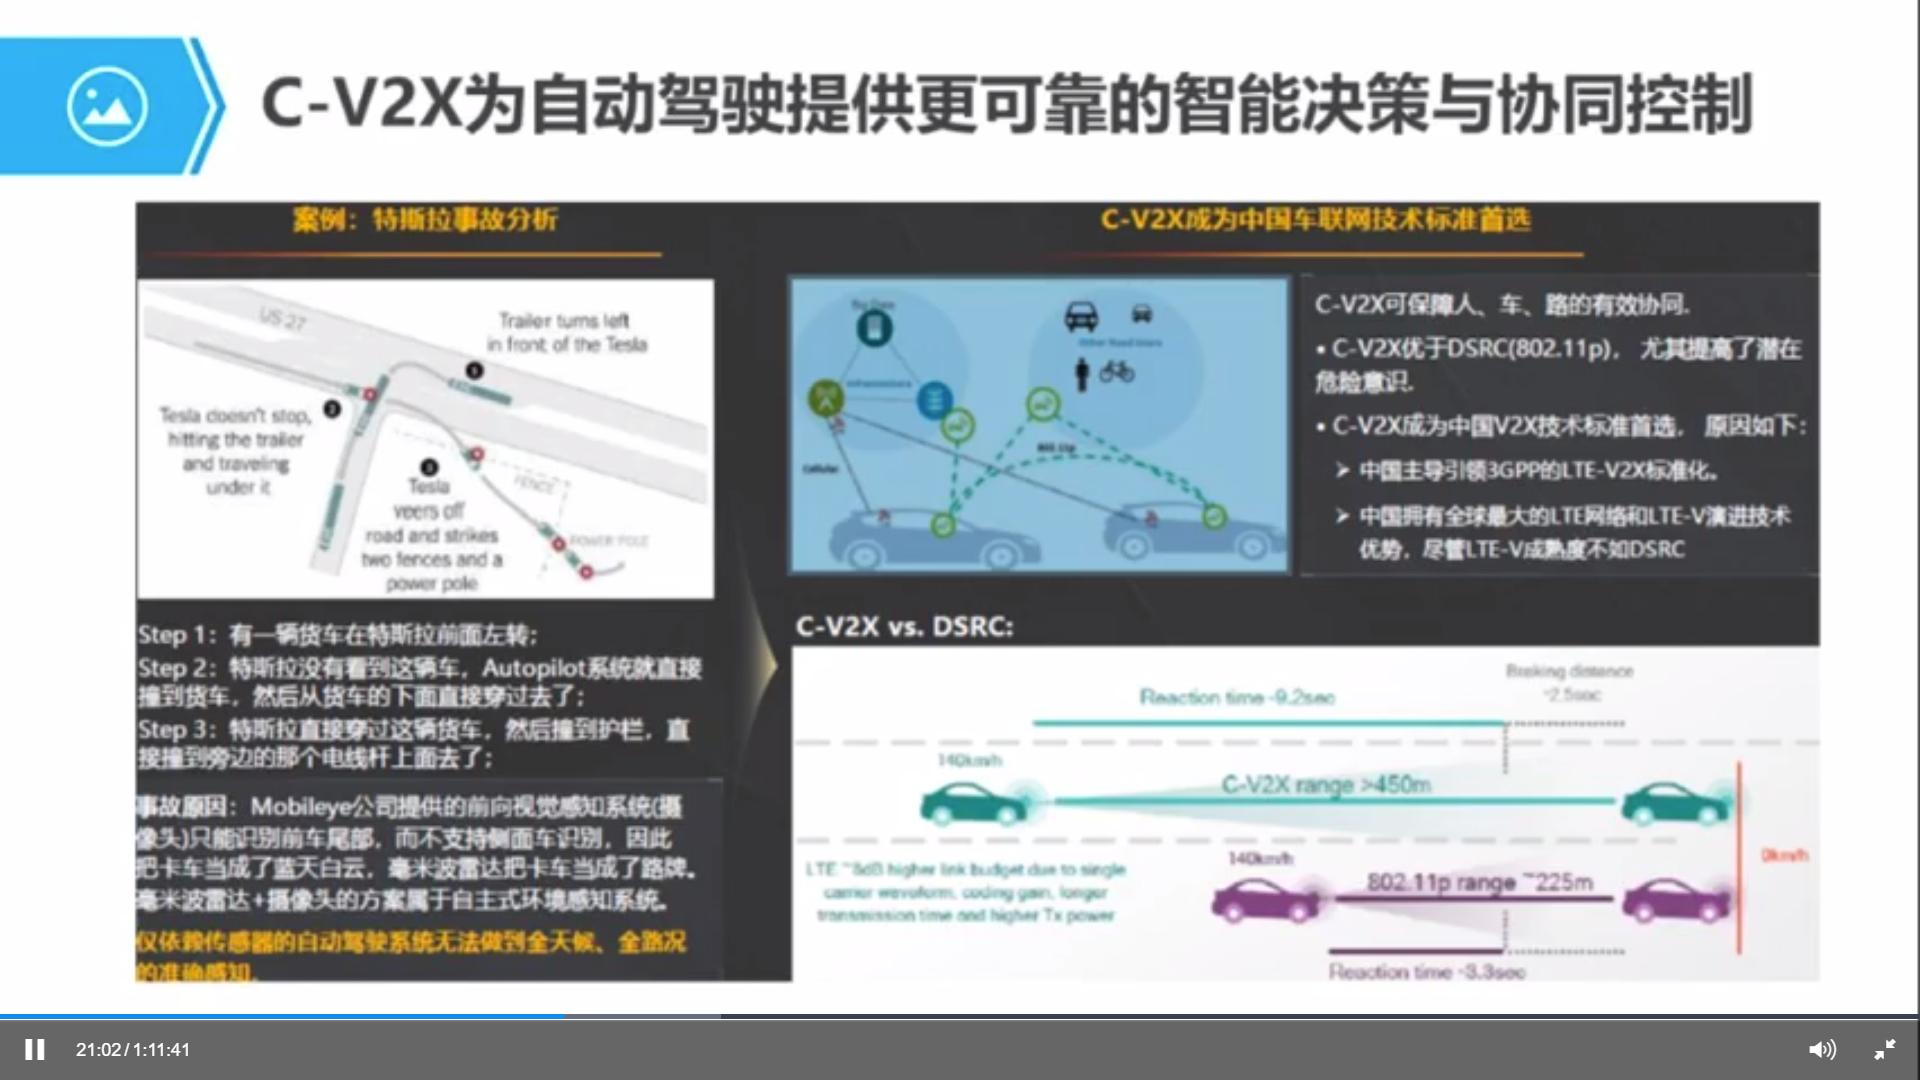 C-V2X为自动驾驶提供更可靠的智能决策与协同控制
案例：特斯拉事故分析
US 27
Trailer turns left
in front of the Tesla
1
2
Tesla doesn't stop,
hitting the trailer
and traveling
under it
3
Tesla
veers off
road and strikes
two fences and a
power pole
FENCE
POWER POLE
Step 1：有一辆货车在特斯拉前面左转；
Step 2：特斯拉没有看到这辆车，Autopilot系统就直接
撞到货车，然后从货车的下面直接穿过去了；
Step 3：特斯拉直接穿过这辆货车，然后撞到护栏，直
接撞到旁边的那个电线杆上面去了；
事故原因：Mobileye公司提供的前向视觉感知系统(摄
像头)只能识别前车尾部，而不支持侧面车识别，因此
把卡车当成了蓝天白云，毫米波雷达把卡车当成了路牌。
毫米波雷达+摄像头的方案属于自主式环境感知系统。
仅依赖传感器的自动驾驶系统无法做到全天候、全路况
的准确感知.
C-V2X成为中国车联网技术标准首选
Infrastructure
Other Road Users
Cellular
802.11p
C-V2X可保障人、车、路的有效协同.
• C-V2X优于DSRC(802.11p)， 尤其提高了潜在
危险意识.
• C-V2X成为中国V2X技术标准首选， 原因如下：
➢ 中国主导引领3GPP的LTE-V2X标准化。
➢ 中国拥有全球最大的LTE网络和LTE-V演进技术
优势，尽管LTE-V成熟度不如DSRC
C-V2X vs. DSRC:
Braking distance
~2.5sec
Reaction time ~9.2sec
140km/h
C-V2X range >450m
LTE ~8dB higher link budget due to single
carrier waveform, coding gain, longer
transmission time and higher Tx power
140km/h
802.11p range ~225m
0km/h
Reaction time ~3.3sec
21:02 / 1:11:41